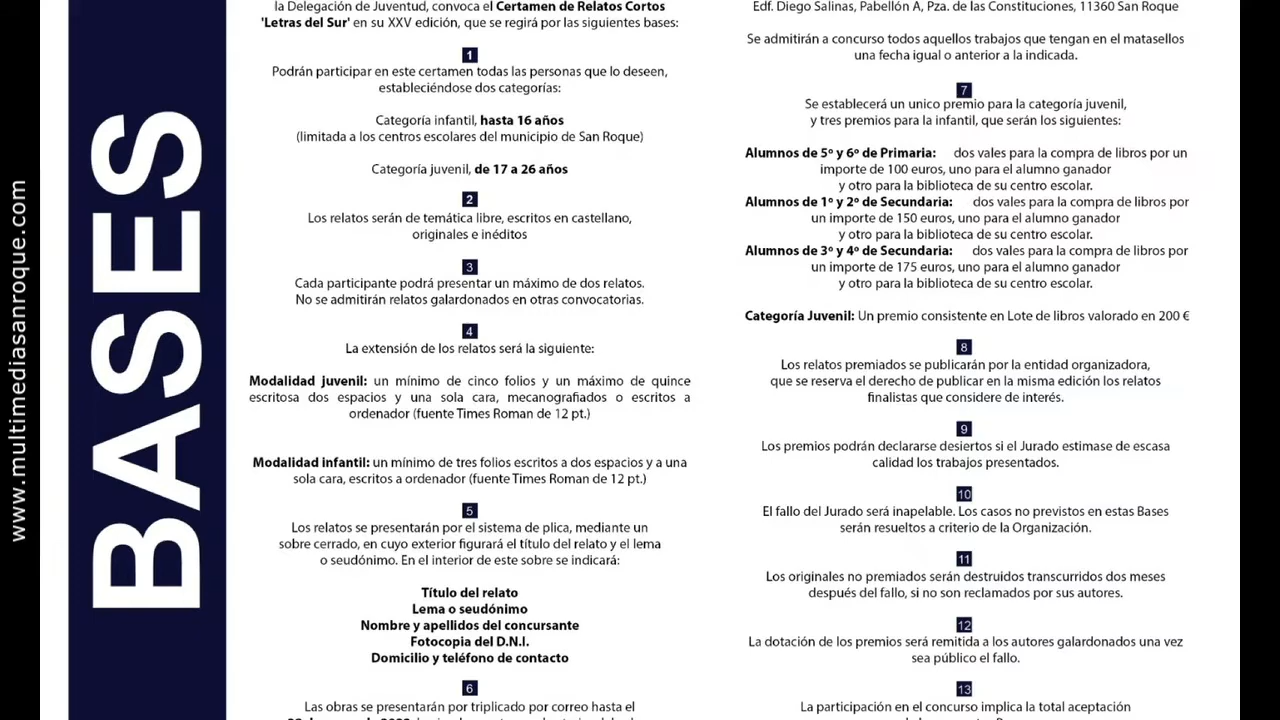 www.multimediasanroque.com
BASES
la Delegación de Juventud, convoca el Certamen de Relatos Cortos
'Letras del Sur' en su XXV edición, que se regirá por las siguientes bases:
1
Podrán participar en este certamen todas las personas que lo deseen,
estableciéndose dos categorías:
Categoría infantil, hasta 16 años
(limitada a los centros escolares del municipio de San Roque)
Categoría juvenil, de 17 a 26 años
2
Los relatos serán de temática libre, escritos en castellano,
originales e inéditos
3
Cada participante podrá presentar un máximo de dos relatos.
No se admitirán relatos galardonados en otras convocatorias.
4
La extensión de los relatos será la siguiente:
Modalidad juvenil: un mínimo de cinco folios y un máximo de quince
escritosa dos espacios y una sola cara, mecanografiados o escritos a
ordenador (fuente Times Roman de 12 pt.)
Modalidad infantil: un mínimo de tres folios escritos a dos espacios y a una
sola cara, escritos a ordenador (fuente Times Roman de 12 pt.)
5
Los relatos se presentarán por el sistema de plica, mediante un
sobre cerrado, en cuyo exterior figurará el título del relato y el lema
o seudónimo. En el interior de este sobre se indicará:
Título del relato
Lema o seudónimo
Nombre y apellidos del concursante
Fotocopia del D.N.I.
Domicilio y teléfono de contacto
6
Las obras se presentarán por triplicado por correo hasta el
Edf. Diego Salinas, Pabellón A, Pza. de las Constituciones, 11360 San Roque
Se admitirán a concurso todos aquellos trabajos que tengan en el matasellos
una fecha igual o anterior a la indicada.
7
Se establecerá un unico premio para la categoría juvenil,
y tres premios para la infantil, que serán los siguientes:
Alumnos de 5º y 6º de Primaria: dos vales para la compra de libros por un
importe de 100 euros, uno para el alumno ganador
y otro para la biblioteca de su centro escolar.
Alumnos de 1º y 2º de Secundaria: dos vales para la compra de libros por
un importe de 150 euros, uno para el alumno ganador
y otro para la biblioteca de su centro escolar.
Alumnos de 3º y 4º de Secundaria: dos vales para la compra de libros por
un importe de 175 euros, uno para el alumno ganador
y otro para la biblioteca de su centro escolar.
Categoría Juvenil: Un premio consistente en Lote de libros valorado en 200 €
8
Los relatos premiados se publicarán por la entidad organizadora,
que se reserva el derecho de publicar en la misma edición los relatos
finalistas que considere de interés.
9
Los premios podrán declararse desiertos si el Jurado estimase de escasa
calidad los trabajos presentados.
10
El fallo del Jurado será inapelable. Los casos no previstos en estas Bases
serán resueltos a criterio de la Organización.
11
Los originales no premiados serán destruidos transcurridos dos meses
después del fallo, si no son reclamados por sus autores.
12
La dotación de los premios será remitida a los autores galardonados una vez
sea público el fallo.
13
La participación en el concurso implica la total aceptación